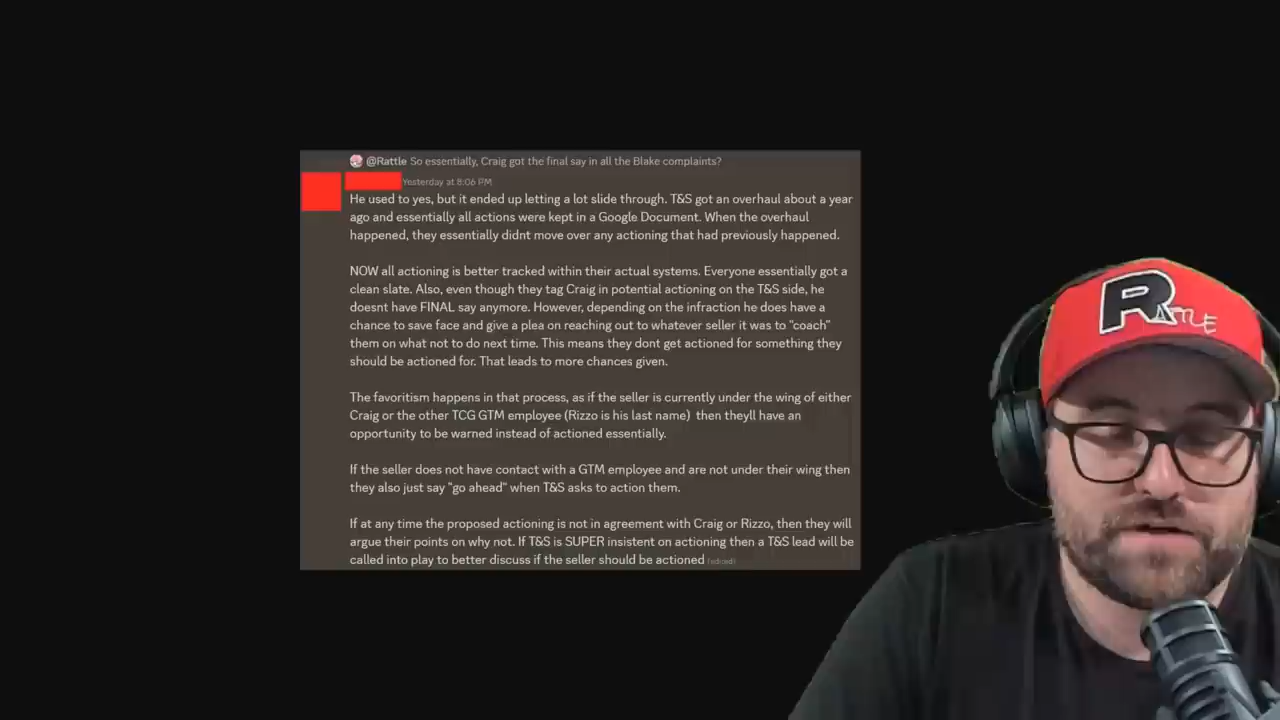 @Rattle So essentially, Craig got the final say in all the Blake complaints?
Yesterday at 8:06 PM
He used to yes, but it ended up letting a lot slide through. T&S got an overhaul about a year
ago and essentially all actions were kept in a Google Document. When the overhaul
happened, they essentially didnt move over any actioning that had previously happened.
NOW all actioning is better tracked within their actual systems. Everyone essentially got a
clean slate. Also, even though they tag Craig in potential actioning on the T&S side, he
doesnt have FINAL say anymore. However, depending on the infraction he does have a
chance to save face and give a plea on reaching out to whatever seller it was to "coach"
them on what not to do next time. This means they dont get actioned for something they
should be actioned for. That leads to more chances given.
The favoritism happens in that process, as if the seller is currently under the wing of either
Craig or the other TCG GTM employee (Rizzo is his last name) then theyll have an
opportunity to be warned instead of actioned essentially.
If the seller does not have contact with a GTM employee and are not under their wing then
they also just say "go ahead" when T&S asks to action them.
If at any time the proposed actioning is not in agreement with Craig or Rizzo, then they will
argue their points on why not. If T&S is SUPER insistent on actioning then a T&S lead will be
called into play to better discuss if the seller should be actioned (edited)
RATTLE